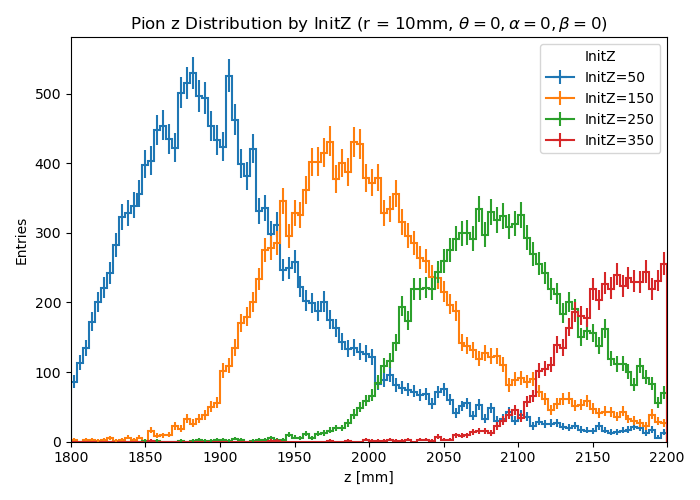 Pion z Distribution by InitZ (r = 10mm, θ = 0, α = 0, β = 0)
InitZ
InitZ=50
InitZ=150
InitZ=250
InitZ=350
Entries
500
400
300
200
100
0
1800 1850 1900 1950 2000 2050 2100 2150 2200
z [mm]